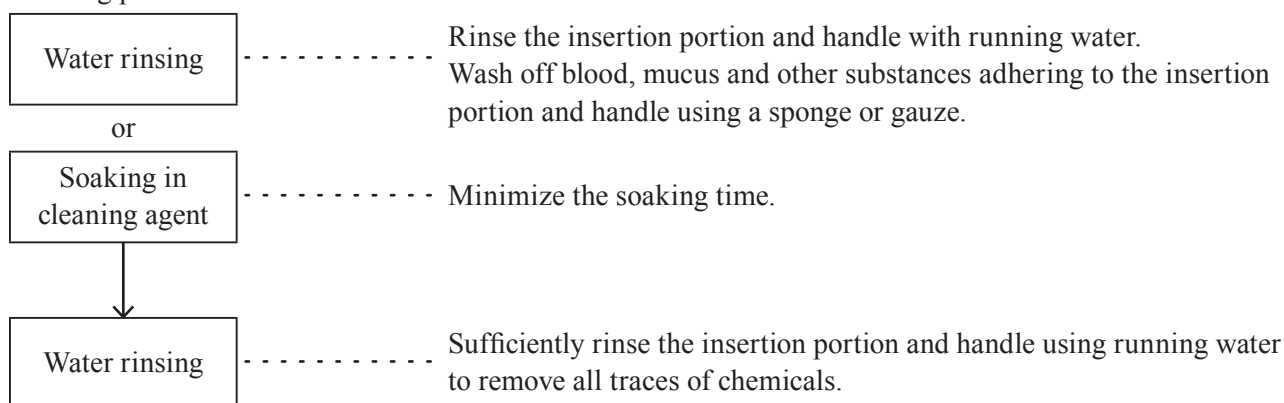 Water rinsing
Rinse the insertion portion and handle with running water.
Wash off blood, mucus and other substances adhering to the insertion
portion and handle using a sponge or gauze.
or
Soaking in
cleaning agent
Minimize the soaking time.
Water rinsing
Sufficiently rinse the insertion portion and handle using running water
to remove all traces of chemicals.